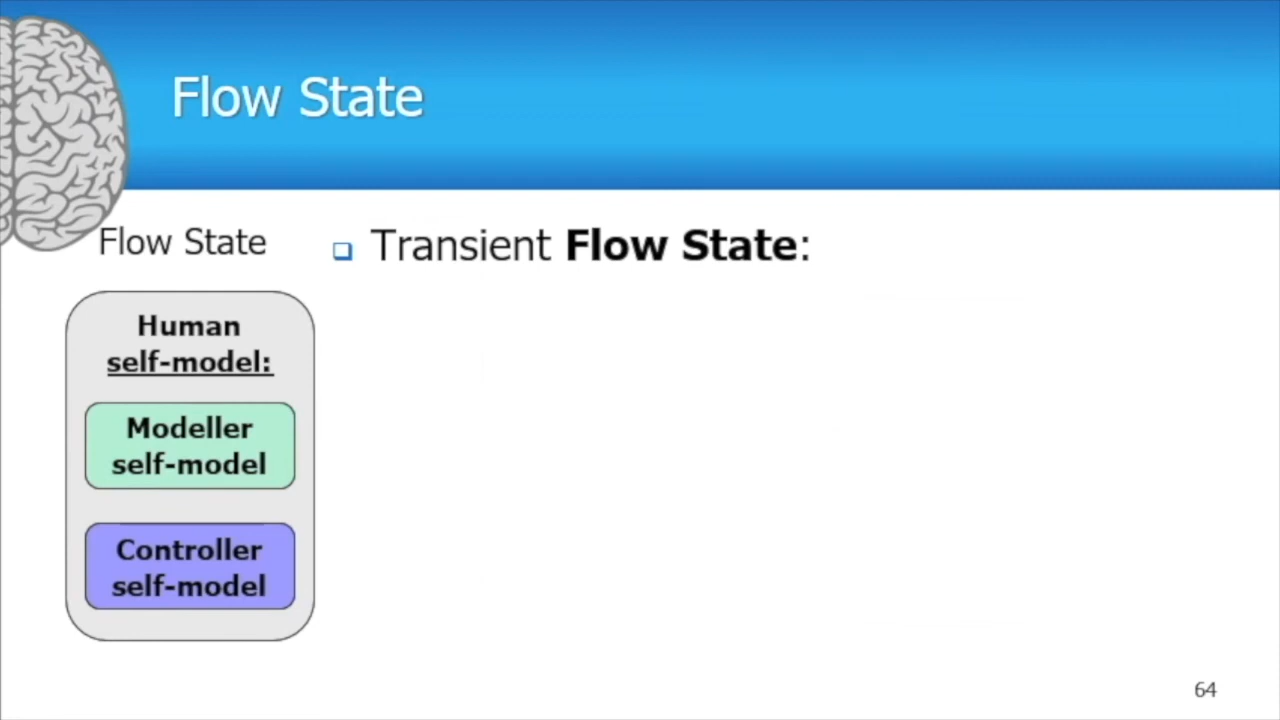 Flow State
Flow State
Transient Flow State:
Human
self-model:
Modeller
self-model
Controller
self-model
64